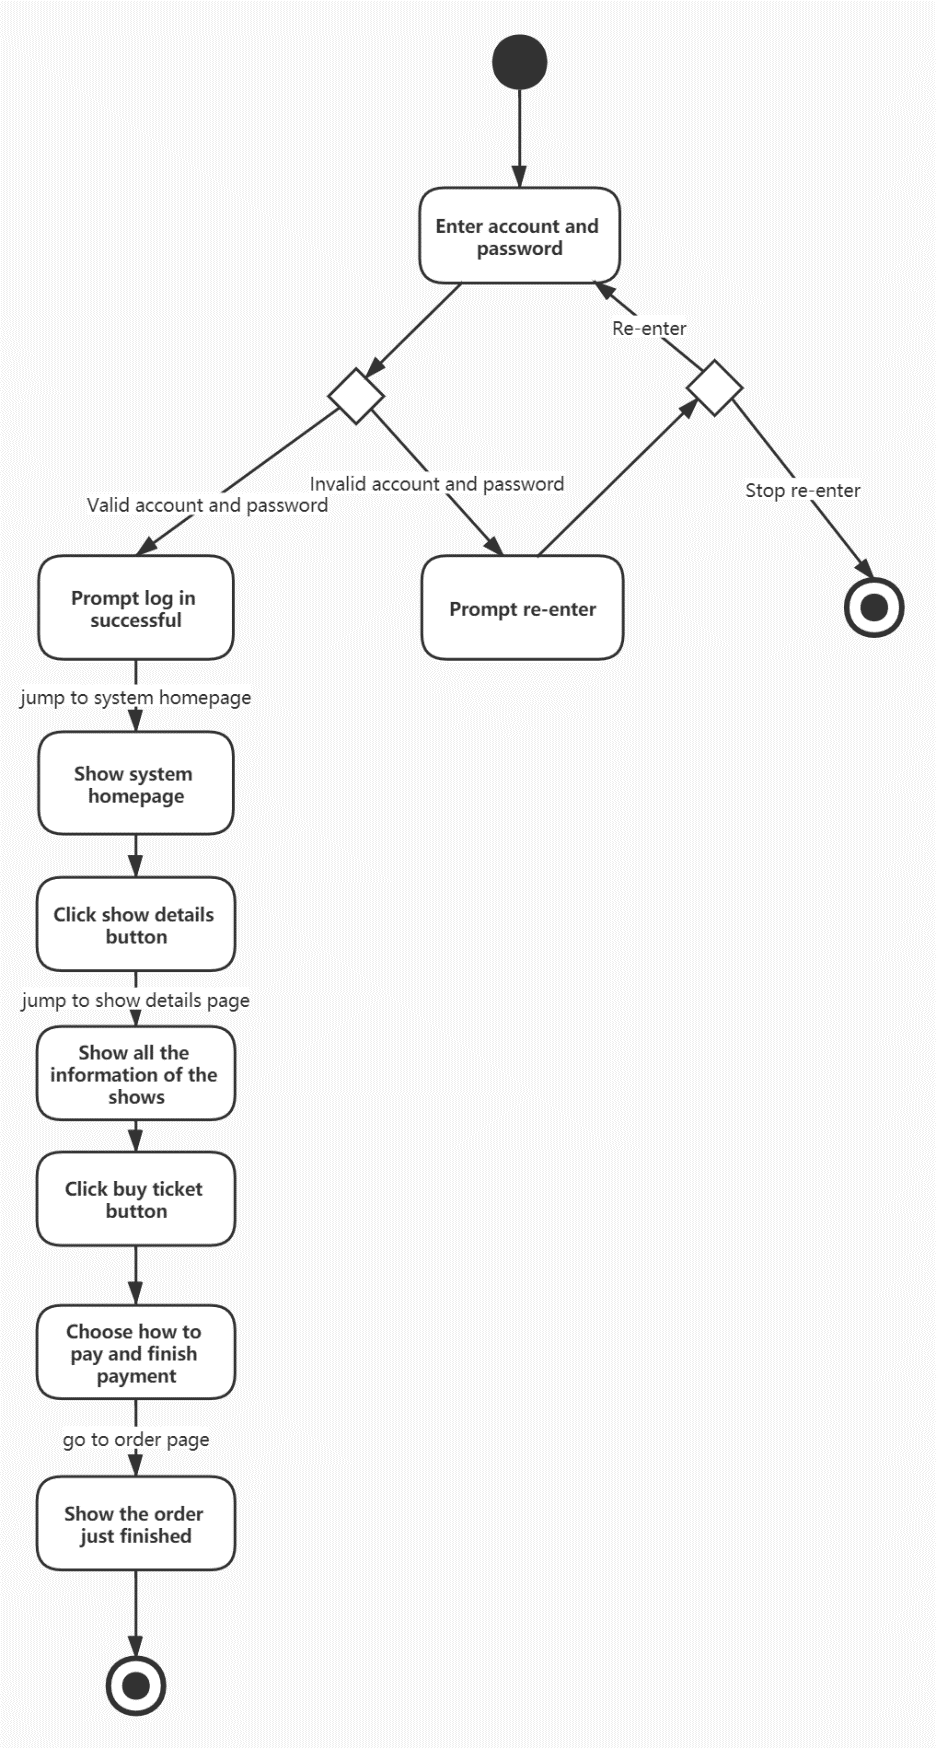 Enter account and
password
Re-enter
Invalid account and password
Stop re-enter
Valid account and password
Prompt log in
successful
Prompt re-enter
jump to system homepage
Show system
homepage
Click show details
button
jump to show details page
Show all the
information of the
shows
Click buy ticket
button
Choose how to
pay and finish
payment
go to order page
Show the order
just finished